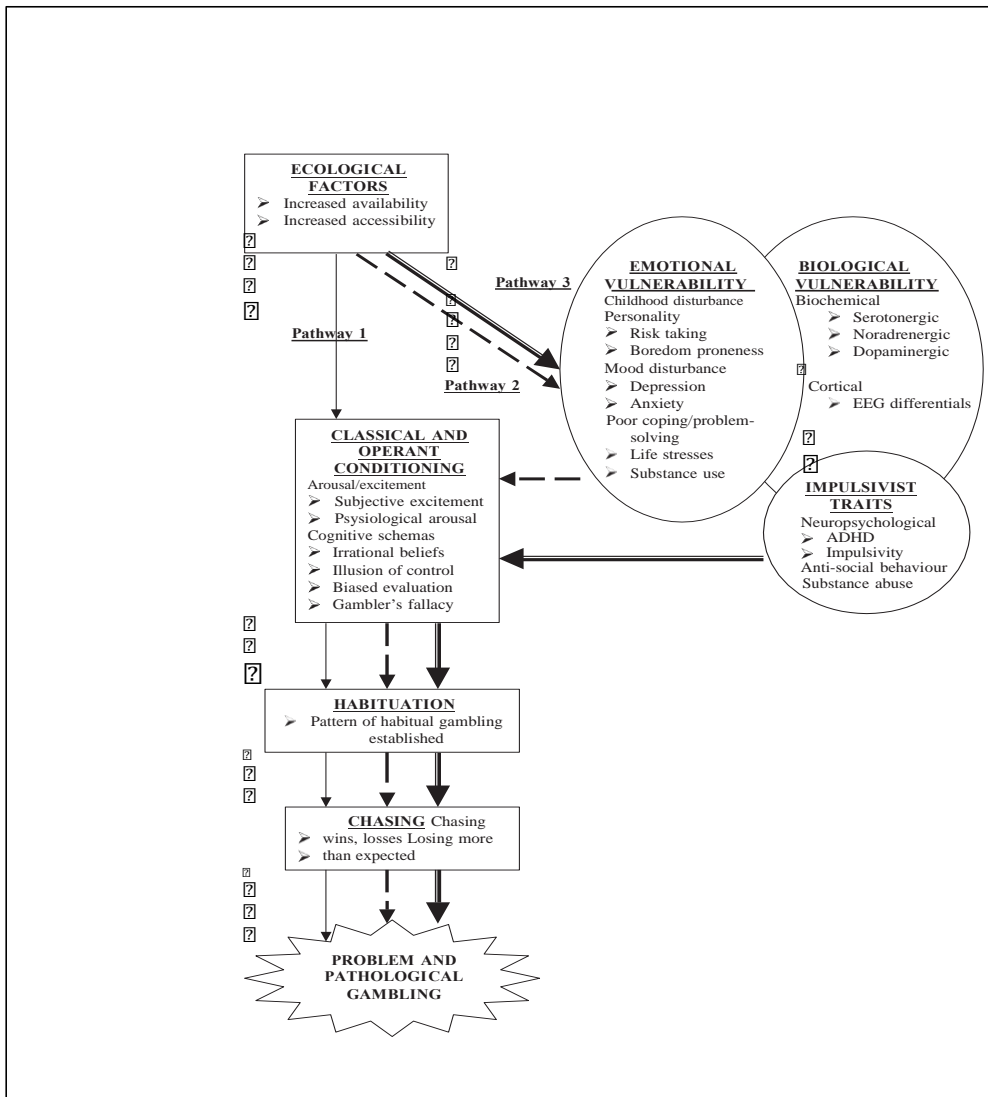 ECOLOGICAL
FACTORS
➢ Increased availability
➢ Increased accessibility
Pathway 1
Pathway 3
Pathway 2
EMOTIONAL
VULNERABILITY
Childhood disturbance
Personality
➢ Risk taking
➢ Boredom proneness
Mood disturbance
➢ Depression
➢ Anxiety
Poor coping/problem-
solving
➢ Life stresses
➢ Substance use
BIOLOGICAL
VULNERABILITY
Biochemical
➢ Serotonergic
➢ Noradrenergic
➢ Dopaminergic
Cortical
➢ EEG differentials
IMPULSIVIST
TRAITS
Neuropsychological
➢ ADHD
➢ Impulsivity
Anti-social behaviour
Substance abuse
CLASSICAL AND
OPERANT
CONDITIONING
Arousal/excitement
➢ Subjective excitement
➢ Psysiological arousal
Cognitive schemas
➢ Irrational beliefs
➢ Illusion of control
➢ Biased evaluation
➢ Gambler's fallacy
HABITUATION
➢ Pattern of habitual gambling
established
CHASING Chasing
➢ wins, losses Losing more
➢ than expected
PROBLEM AND
PATHOLOGICAL
GAMBLING